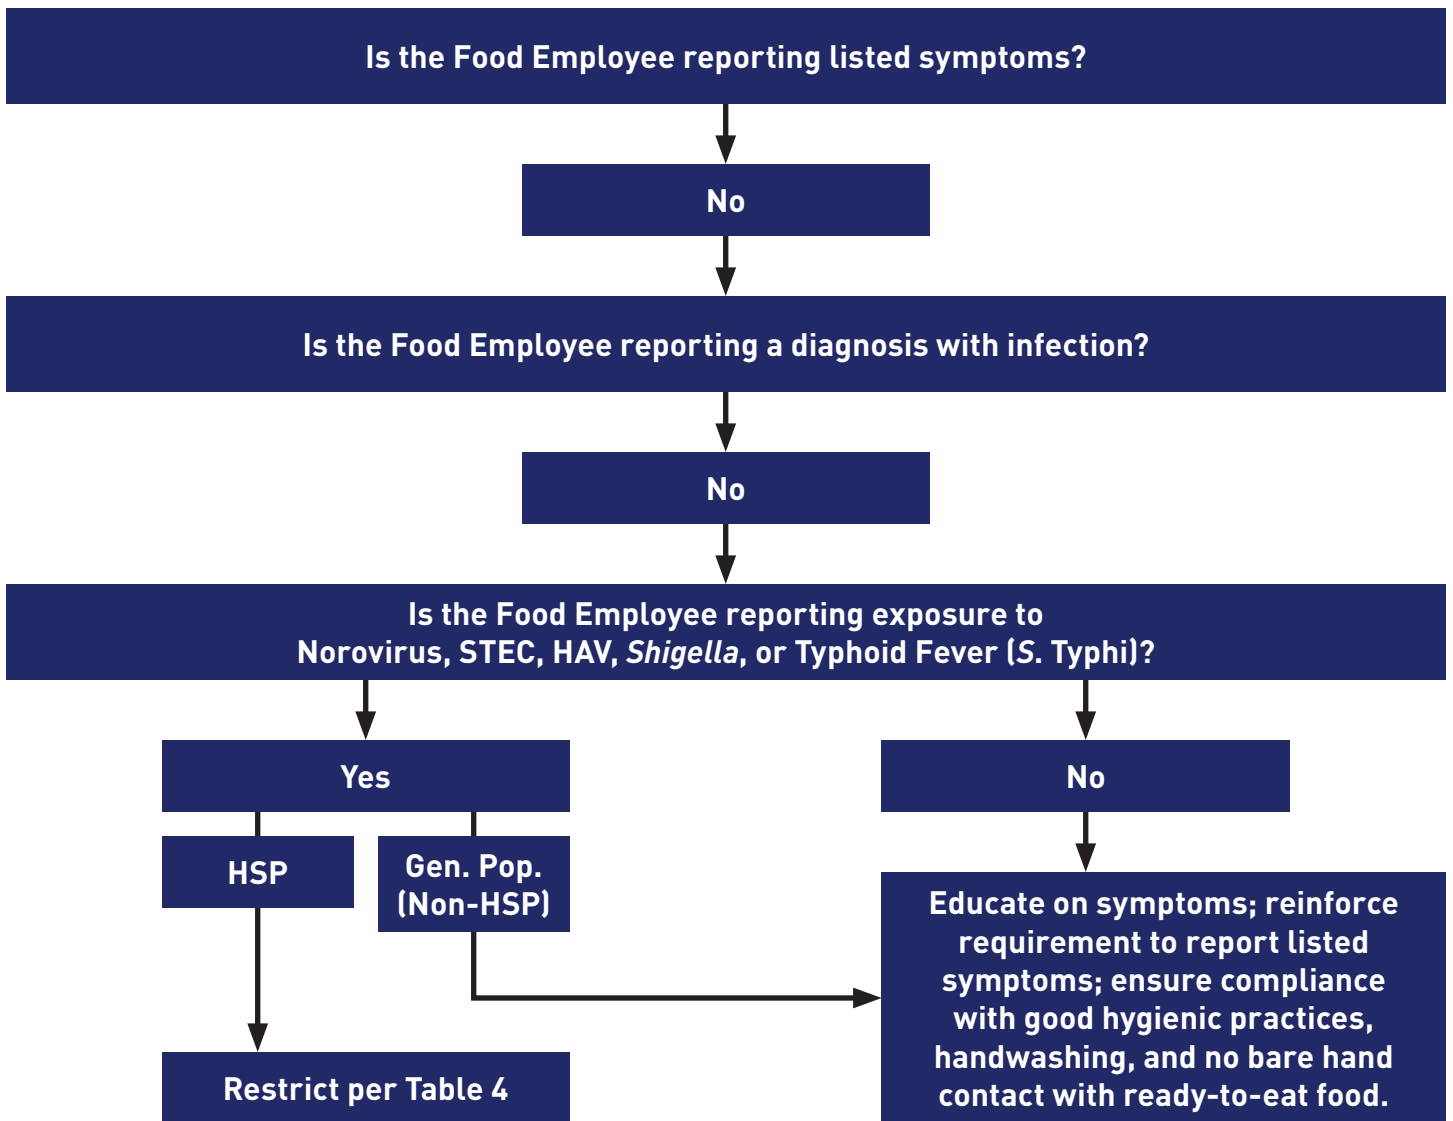 Is the Food Employee reporting listed symptoms?
No
Is the Food Employee reporting a diagnosis with infection?
No
Is the Food Employee reporting exposure to
Norovirus, STEC, HAV, Shigella, or Typhoid Fever (S. Typhi)?
Yes
No
HSP
Gen. Pop.
(Non-HSP)
Educate on symptoms; reinforce
requirement to report listed
symptoms; ensure compliance
with good hygienic practices,
handwashing, and no bare hand
contact with ready-to-eat food.
Restrict per Table 4